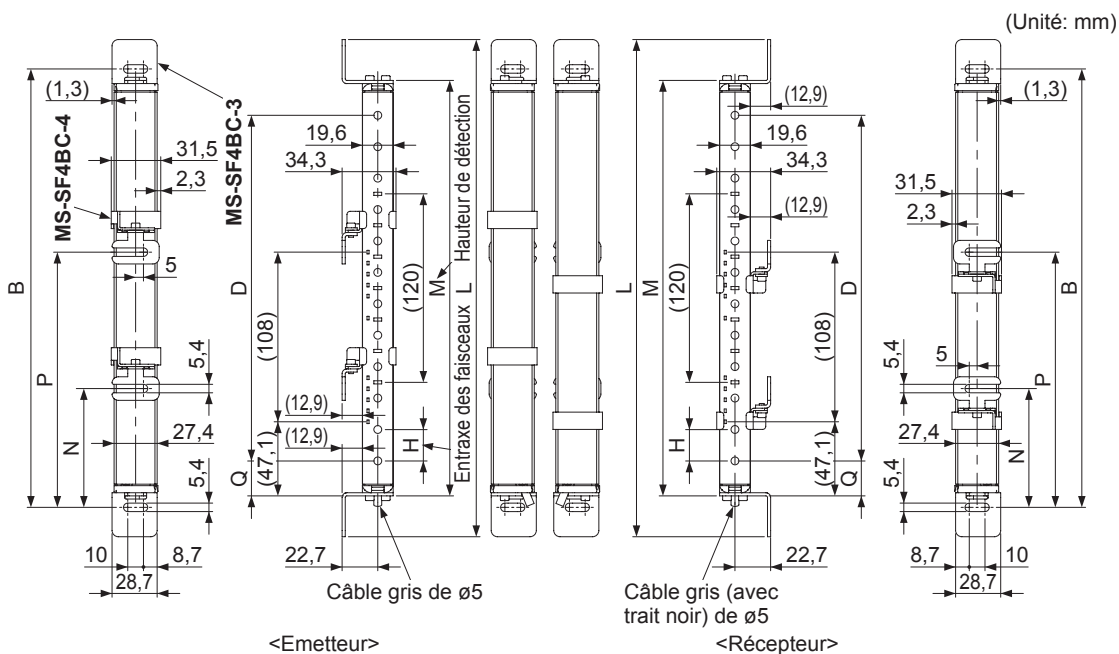 (Unité: mm)
(1,3)
MS-SF4BC-4
MS-SF4BC-3
31,5
2,3
B
5
P
5,4
N
27,4
5,4
10
8,7
28,7
19,6
34,3
D
(108)
(120)
M
Hauteur de détection
L
(12,9)
(12,9)
Q
(47,1)
H
Entraxe des faisceaux
22,7
Câble gris de ø5
<Emetteur>
L
M
(12,9)
19,6
34,3
(12,9)
(120)
D
(108)
H
(47,1)
Q
22,7
Câble gris (avec
trait noir) de ø5
<Récepteur>
(1,3)
31,5
2,3
B
5
5,4
P
27,4
N
5,4
8,7
10
28,7